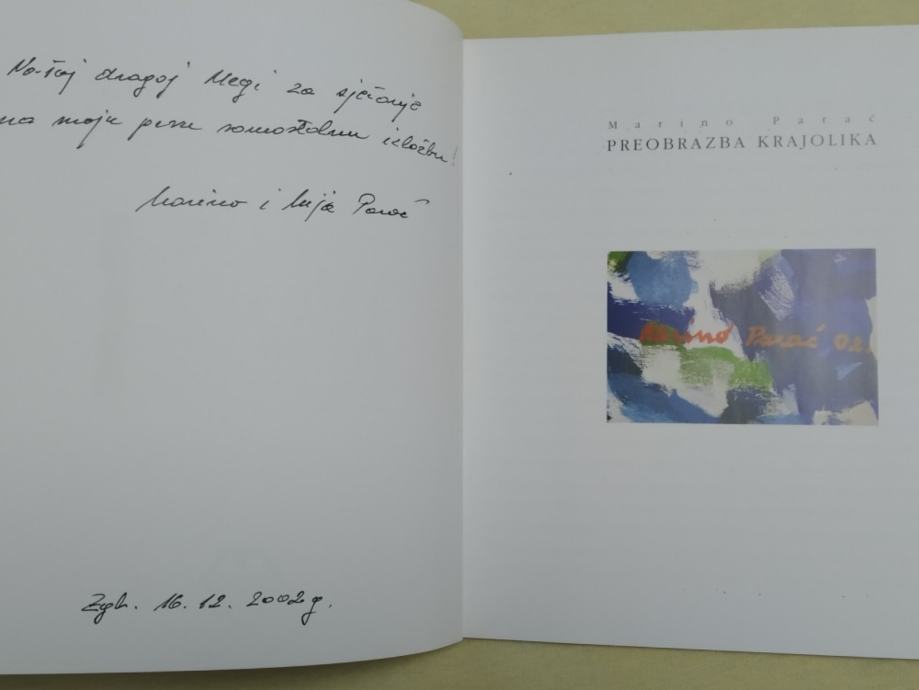 Našoj dragoj Megi za sjećanje
na moju prvu samostalnu izložbu!
Marino i Mija Parać
Zgb. 16. 12. 2002 g.
Marino Parać
PREOBRAZBA KRAJOLIKA
Marino Parać 02.